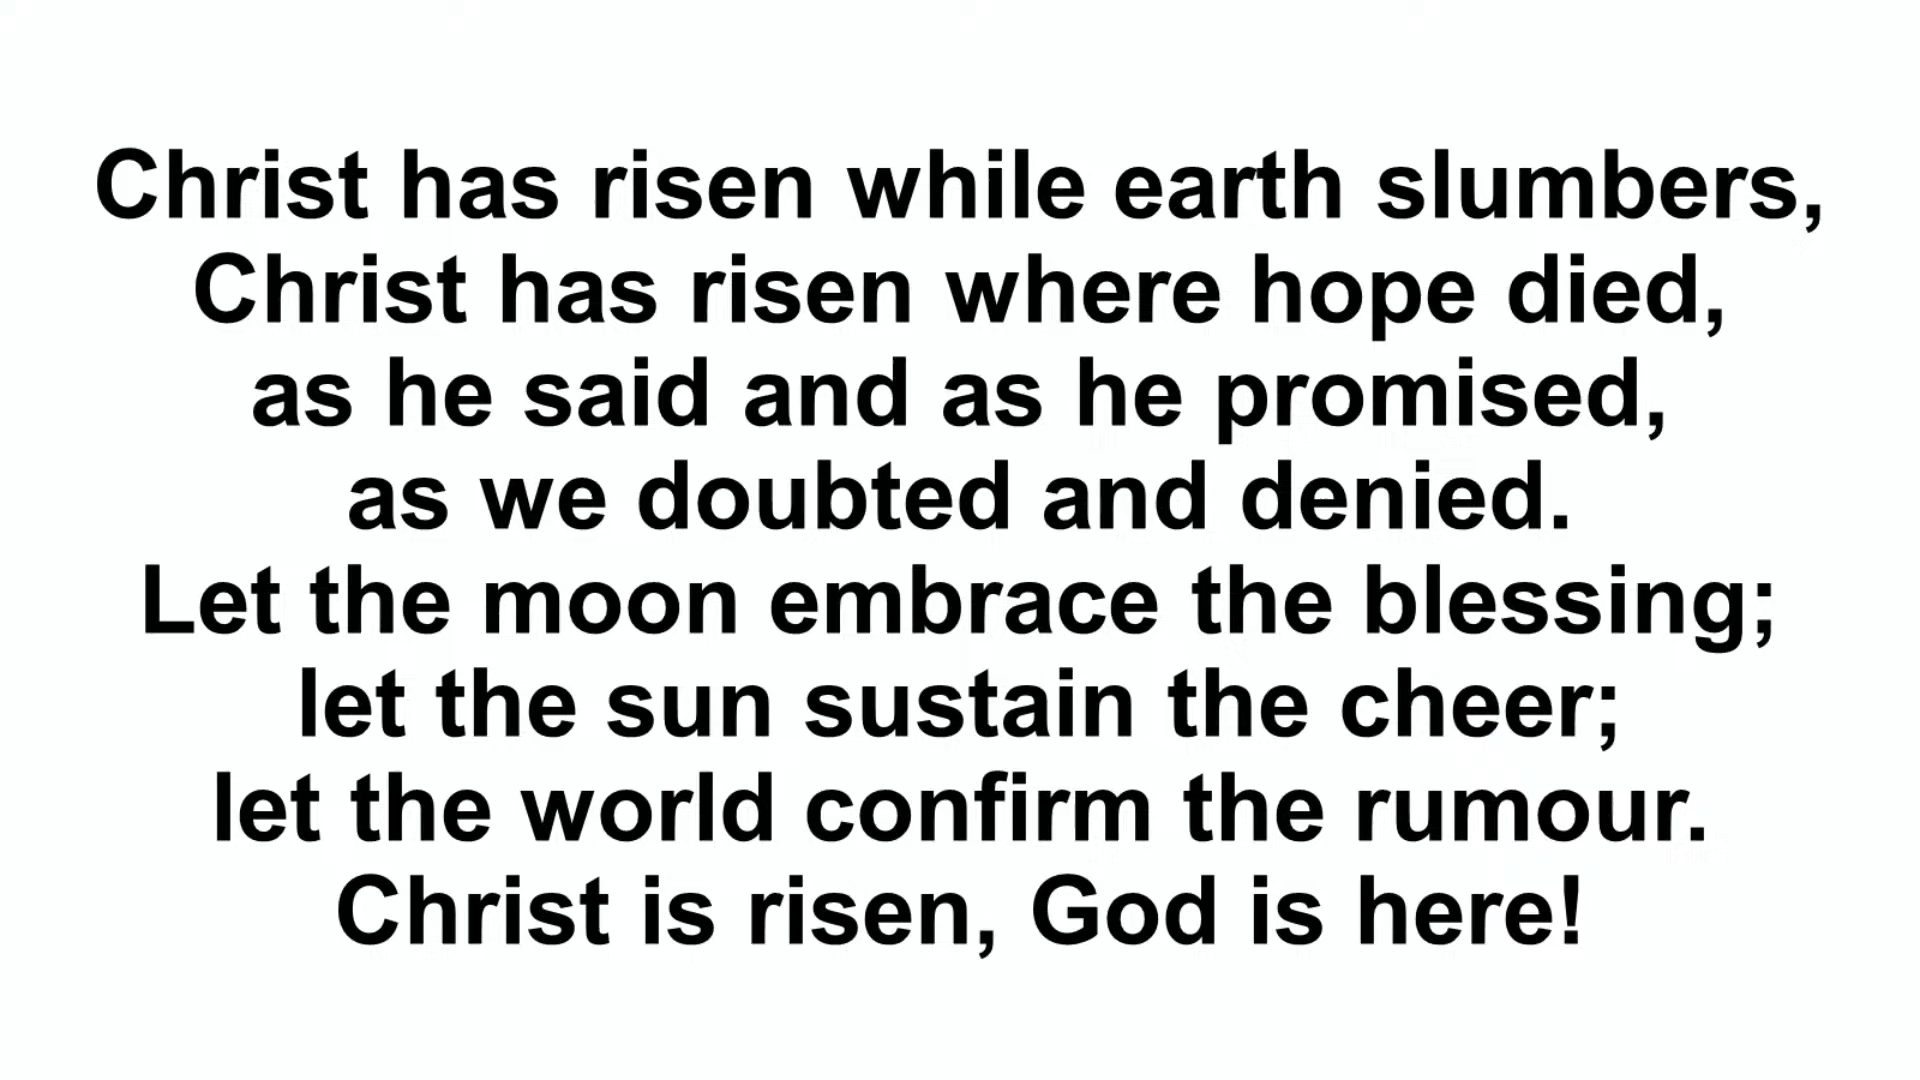 Christ has risen while earth slumbers,
Christ has risen where hope died,
as he said and as he promised,
as we doubted and denied.
Let the moon embrace the blessing;
let the sun sustain the cheer;
let the world confirm the rumour.
Christ is risen, God is here!